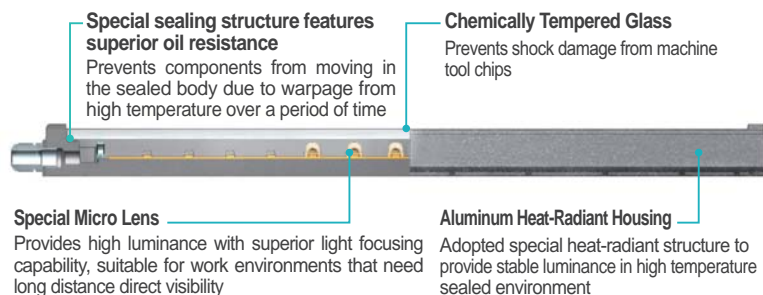 Special sealing structure features
superior oil resistance
Prevents components from moving in
the sealed body due to warpage from
high temperature over a period of time
Chemically Tempered Glass
Prevents shock damage from machine
tool chips
Special Micro Lens
Provides high luminance with superior light focusing
capability, suitable for work environments that need
long distance direct visibility
Aluminum Heat-Radiant Housing
Adopted special heat-radiant structure to
provide stable luminance in high temperature
sealed environment